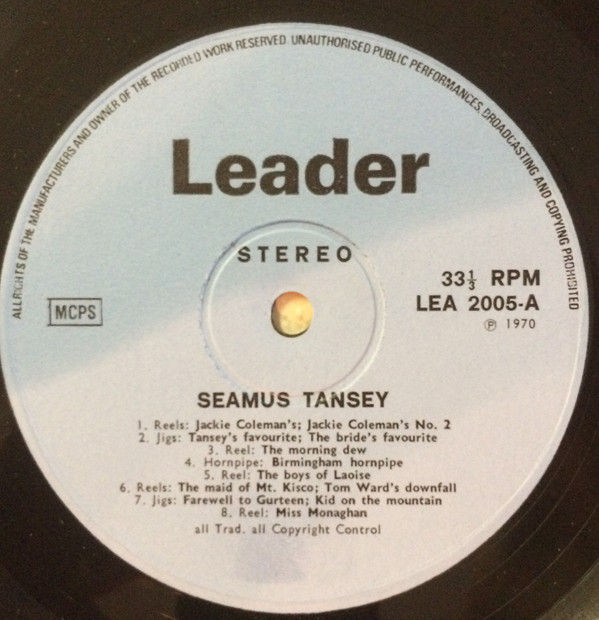 ALL RIGHTS OF THE MANUFACTURERS AND OWNER OF THE RECORDED WORK RESERVED. UNAUTHORISED PUBLIC PERFORMANCES, BROADCASTING AND COPYING PROHIBITED
Leader
STEREO
33⅓ RPM
LEA 2005-A
℗ 1970
MCPS
SEAMUS TANSEY
1. Reels: Jackie Coleman's; Jackie Coleman's No. 2
2. Jigs: Tansey's favourite; The bride's favourite
3. Reel: The morning dew
4. Hornpipe: Birmingham hornpipe
5. Reel: The boys of Laoise
6. Reels: The maid of Mt. Kisco; Tom Ward's downfall
7. Jigs: Farewell to Gurteen; Kid on the mountain
8. Reel: Miss Monaghan
all Trad. all Copyright Control